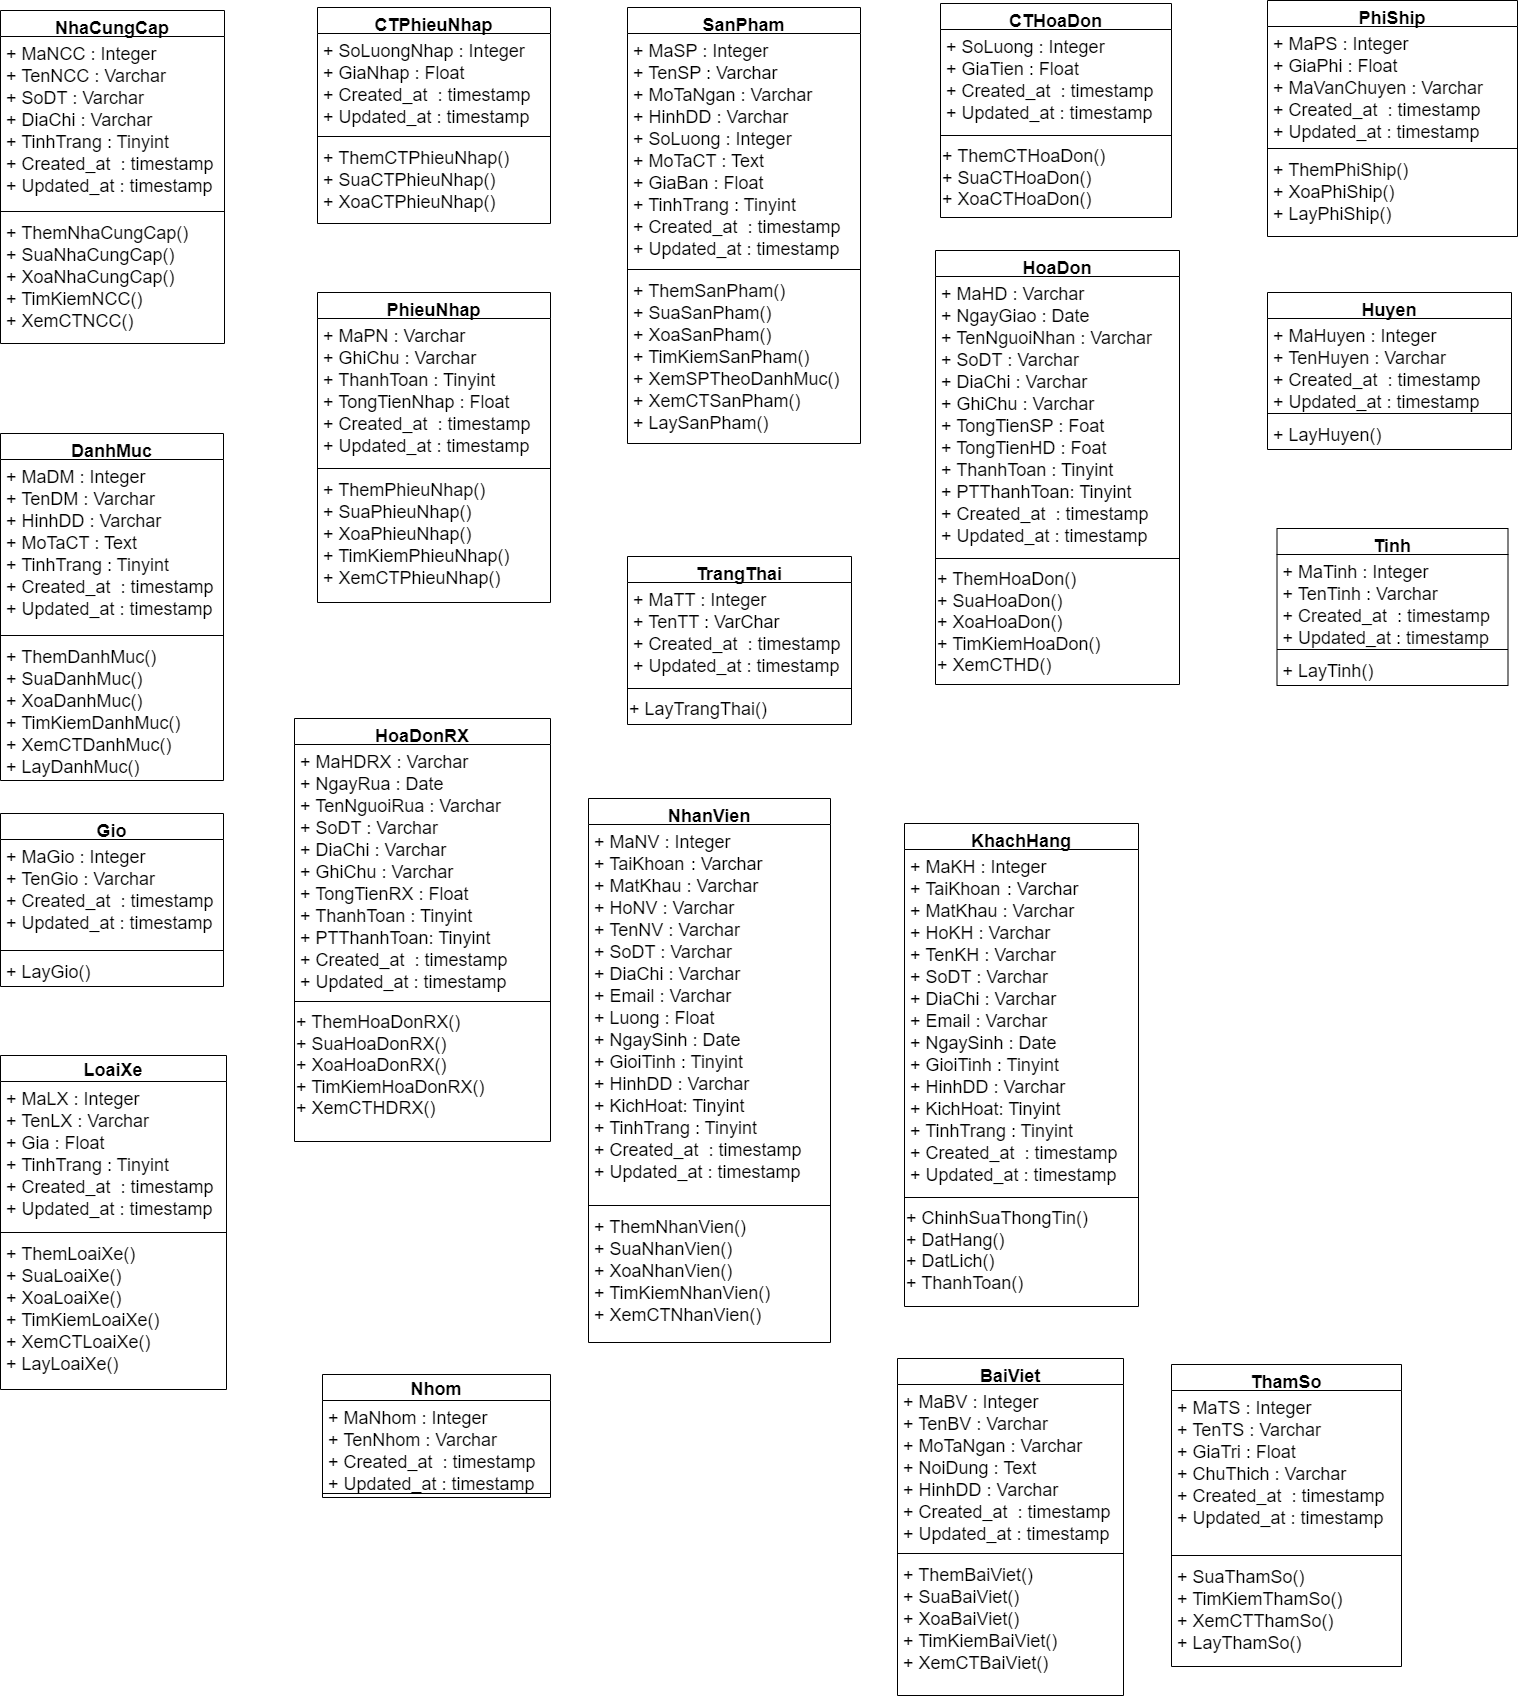 NhaCungCap
+ MaNCC : Integer
+ TenNCC : Varchar
+ SoDT : Varchar
+ DiaChi : Varchar
+ TinhTrang : Tinyint
+ Created_at : timestamp
+ Updated_at : timestamp
+ ThemNhaCungCap()
+ SuaNhaCungCap()
+ XoaNhaCungCap()
+ TimKiemNCC()
+ XemCTNCC()
CTPhieuNhap
+ SoLuongNhap : Integer
+ GiaNhap : Float
+ Created_at : timestamp
+ Updated_at : timestamp
+ ThemCTPhieuNhap()
+ SuaCTPhieuNhap()
+ XoaCTPhieuNhap()
SanPham
+ MaSP : Integer
+ TenSP : Varchar
+ MoTaNgan : Varchar
+ HinhDD : Varchar
+ SoLuong : Integer
+ MoTaCT : Text
+ GiaBan : Float
+ TinhTrang : Tinyint
+ Created_at : timestamp
+ Updated_at : timestamp
+ ThemSanPham()
+ SuaSanPham()
+ XoaSanPham()
+ TimKiemSanPham()
+ XemSPTheoDanhMuc()
+ XemCTSanPham()
+ LaySanPham()
CTHoaDon
+ SoLuong : Integer
+ GiaTien : Float
+ Created_at : timestamp
+ Updated_at : timestamp
+ ThemCTHoaDon()
+ SuaCTHoaDon()
+ XoaCTHoaDon()
PhiShip
+ MaPS : Integer
+ GiaPhi : Float
+ MaVanChuyen : Varchar
+ Created_at : timestamp
+ Updated_at : timestamp
+ ThemPhiShip()
+ XoaPhiShip()
+ LayPhiShip()
PhieuNhap
+ MaPN : Varchar
+ GhiChu : Varchar
+ ThanhToan : Tinyint
+ TongTienNhap : Float
+ Created_at : timestamp
+ Updated_at : timestamp
+ ThemPhieuNhap()
+ SuaPhieuNhap()
+ XoaPhieuNhap()
+ TimKiemPhieuNhap()
+ XemCTPhieuNhap()
HoaDon
+ MaHD : Varchar
+ NgayGiao : Date
+ TenNguoiNhan : Varchar
+ SoDT : Varchar
+ DiaChi : Varchar
+ GhiChu : Varchar
+ TongTienSP : Foat
+ TongTienHD : Foat
+ ThanhToan : Tinyint
+ PTThanhToan: Tinyint
+ Created_at : timestamp
+ Updated_at : timestamp
+ ThemHoaDon()
+ SuaHoaDon()
+ XoaHoaDon()
+ TimKiemHoaDon()
+ XemCTHD()
Huyen
+ MaHuyen : Integer
+ TenHuyen : Varchar
+ Created_at : timestamp
+ Updated_at : timestamp
+ LayHuyen()
DanhMuc
+ MaDM : Integer
+ TenDM : Varchar
+ HinhDD : Varchar
+ MoTaCT : Text
+ TinhTrang : Tinyint
+ Created_at : timestamp
+ Updated_at : timestamp
+ ThemDanhMuc()
+ SuaDanhMuc()
+ XoaDanhMuc()
+ TimKiemDanhMuc()
+ XemCTDanhMuc()
+ LayDanhMuc()
TrangThai
+ MaTT : Integer
+ TenTT : VarChar
+ Created_at : timestamp
+ Updated_at : timestamp
+ LayTrangThai()
Tinh
+ MaTinh : Integer
+ TenTinh : Varchar
+ Created_at : timestamp
+ Updated_at : timestamp
+ LayTinh()
HoaDonRX
+ MaHDRX : Varchar
+ NgayRua : Date
+ TenNguoiRua : Varchar
+ SoDT : Varchar
+ DiaChi : Varchar
+ GhiChu : Varchar
+ TongTienRX : Float
+ ThanhToan : Tinyint
+ PTThanhToan: Tinyint
+ Created_at : timestamp
+ Updated_at : timestamp
+ ThemHoaDonRX()
+ SuaHoaDonRX()
+ XoaHoaDonRX()
+ TimKiemHoaDonRX()
+ XemCTHDRX()
Gio
+ MaGio : Integer
+ TenGio : Varchar
+ Created_at : timestamp
+ Updated_at : timestamp
+ LayGio()
NhanVien
+ MaNV : Integer
+ TaiKhoan : Varchar
+ MatKhau : Varchar
+ HoNV : Varchar
+ TenNV : Varchar
+ SoDT : Varchar
+ DiaChi : Varchar
+ Email : Varchar
+ Luong : Float
+ NgaySinh : Date
+ GioiTinh : Tinyint
+ HinhDD : Varchar
+ KichHoat: Tinyint
+ TinhTrang : Tinyint
+ Created_at : timestamp
+ Updated_at : timestamp
+ ThemNhanVien()
+ SuaNhanVien()
+ XoaNhanVien()
+ TimKiemNhanVien()
+ XemCTNhanVien()
KhachHang
+ MaKH : Integer
+ TaiKhoan : Varchar
+ MatKhau : Varchar
+ HoKH : Varchar
+ TenKH : Varchar
+ SoDT : Varchar
+ DiaChi : Varchar
+ Email : Varchar
+ NgaySinh : Date
+ GioiTinh : Tinyint
+ HinhDD : Varchar
+ KichHoat: Tinyint
+ TinhTrang : Tinyint
+ Created_at : timestamp
+ Updated_at : timestamp
+ ChinhSuaThongTin()
+ DatHang()
+ DatLich()
+ ThanhToan()
LoaiXe
+ MaLX : Integer
+ TenLX : Varchar
+ Gia : Float
+ TinhTrang : Tinyint
+ Created_at : timestamp
+ Updated_at : timestamp
+ ThemLoaiXe()
+ SuaLoaiXe()
+ XoaLoaiXe()
+ TimKiemLoaiXe()
+ XemCTLoaiXe()
+ LayLoaiXe()
Nhom
+ MaNhom : Integer
+ TenNhom : Varchar
+ Created_at : timestamp
+ Updated_at : timestamp
BaiViet
+ MaBV : Integer
+ TenBV : Varchar
+ MoTaNgan : Varchar
+ NoiDung : Text
+ HinhDD : Varchar
+ Created_at : timestamp
+ Updated_at : timestamp
+ ThemBaiViet()
+ SuaBaiViet()
+ XoaBaiViet()
+ TimKiemBaiViet()
+ XemCTBaiViet()
ThamSo
+ MaTS : Integer
+ TenTS : Varchar
+ GiaTri : Float
+ ChuThich : Varchar
+ Created_at : timestamp
+ Updated_at : timestamp
+ SuaThamSo()
+ TimKiemThamSo()
+ XemCTThamSo()
+ LayThamSo()